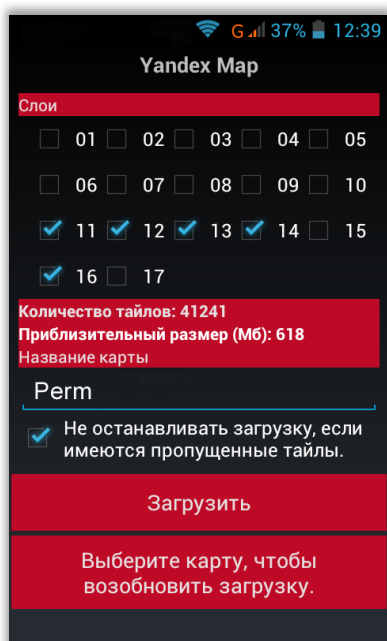 G 37% 12:39
Yandex Map
Слои
01 02 03 04 05
06 07 08 09 10
11 12 13 14 15
16 17
Количество тайлов: 41241
Приблизительный размер (Мб): 618
Название карты
Perm
Не останавливать загрузку, если
имеются пропущенные тайлы.
Загрузить
Выберите карту, чтобы
возобновить загрузку.